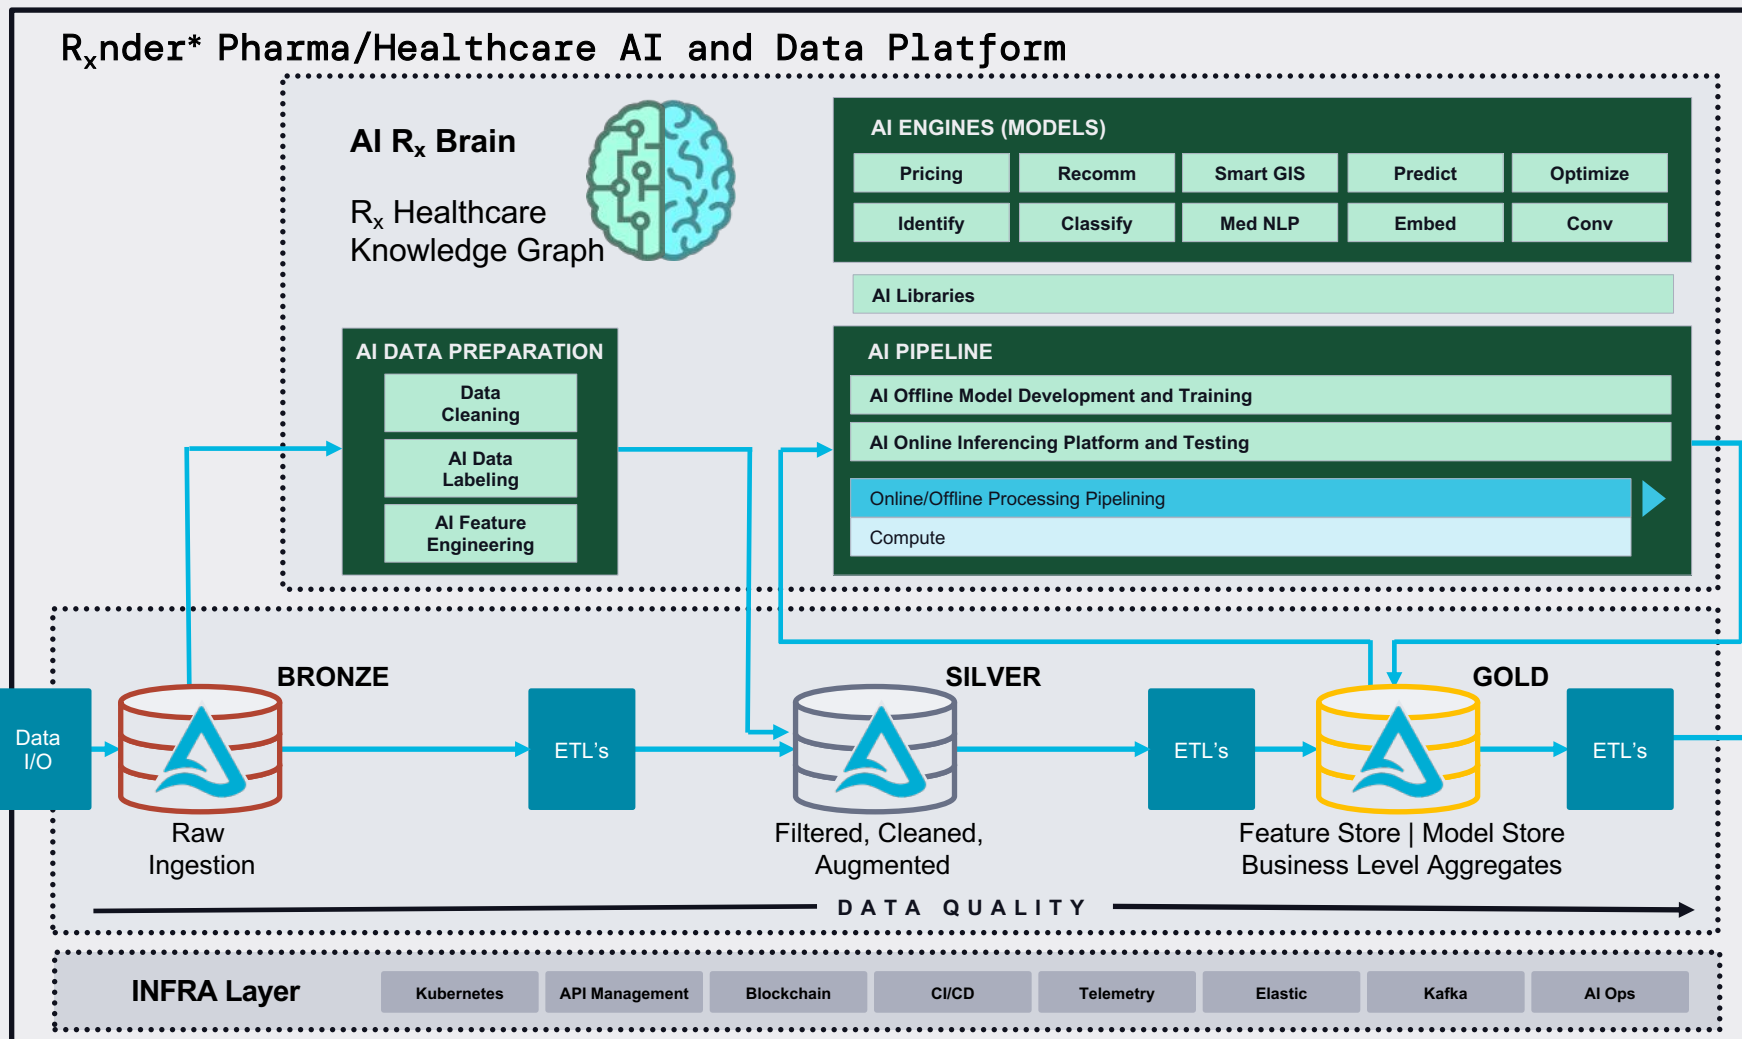 Rxnder* Pharma/Healthcare AI and Data Platform
AI Rx Brain
Rx Healthcare
Knowledge Graph
AI ENGINES (MODELS)
Pricing
Recomm
Smart GIS
Predict
Optimize
Identify
Classify
Med NLP
Embed
Conv
AI Libraries
AI DATA PREPARATION
Data
Cleaning
AI Data
Labeling
AI Feature
Engineering
AI PIPELINE
AI Offline Model Development and Training
AI Online Inferencing Platform and Testing
Online/Offline Processing Pipelining
Compute
BRONZE
SILVER
GOLD
Data
I/O
ETL's
ETL's
ETL's
Raw
Ingestion
Filtered, Cleaned,
Augmented
Feature Store | Model Store
Business Level Aggregates
DATA QUALITY
INFRA Layer
Kubernetes
API Management
Blockchain
CI/CD
Telemetry
Elastic
Kafka
AI Ops